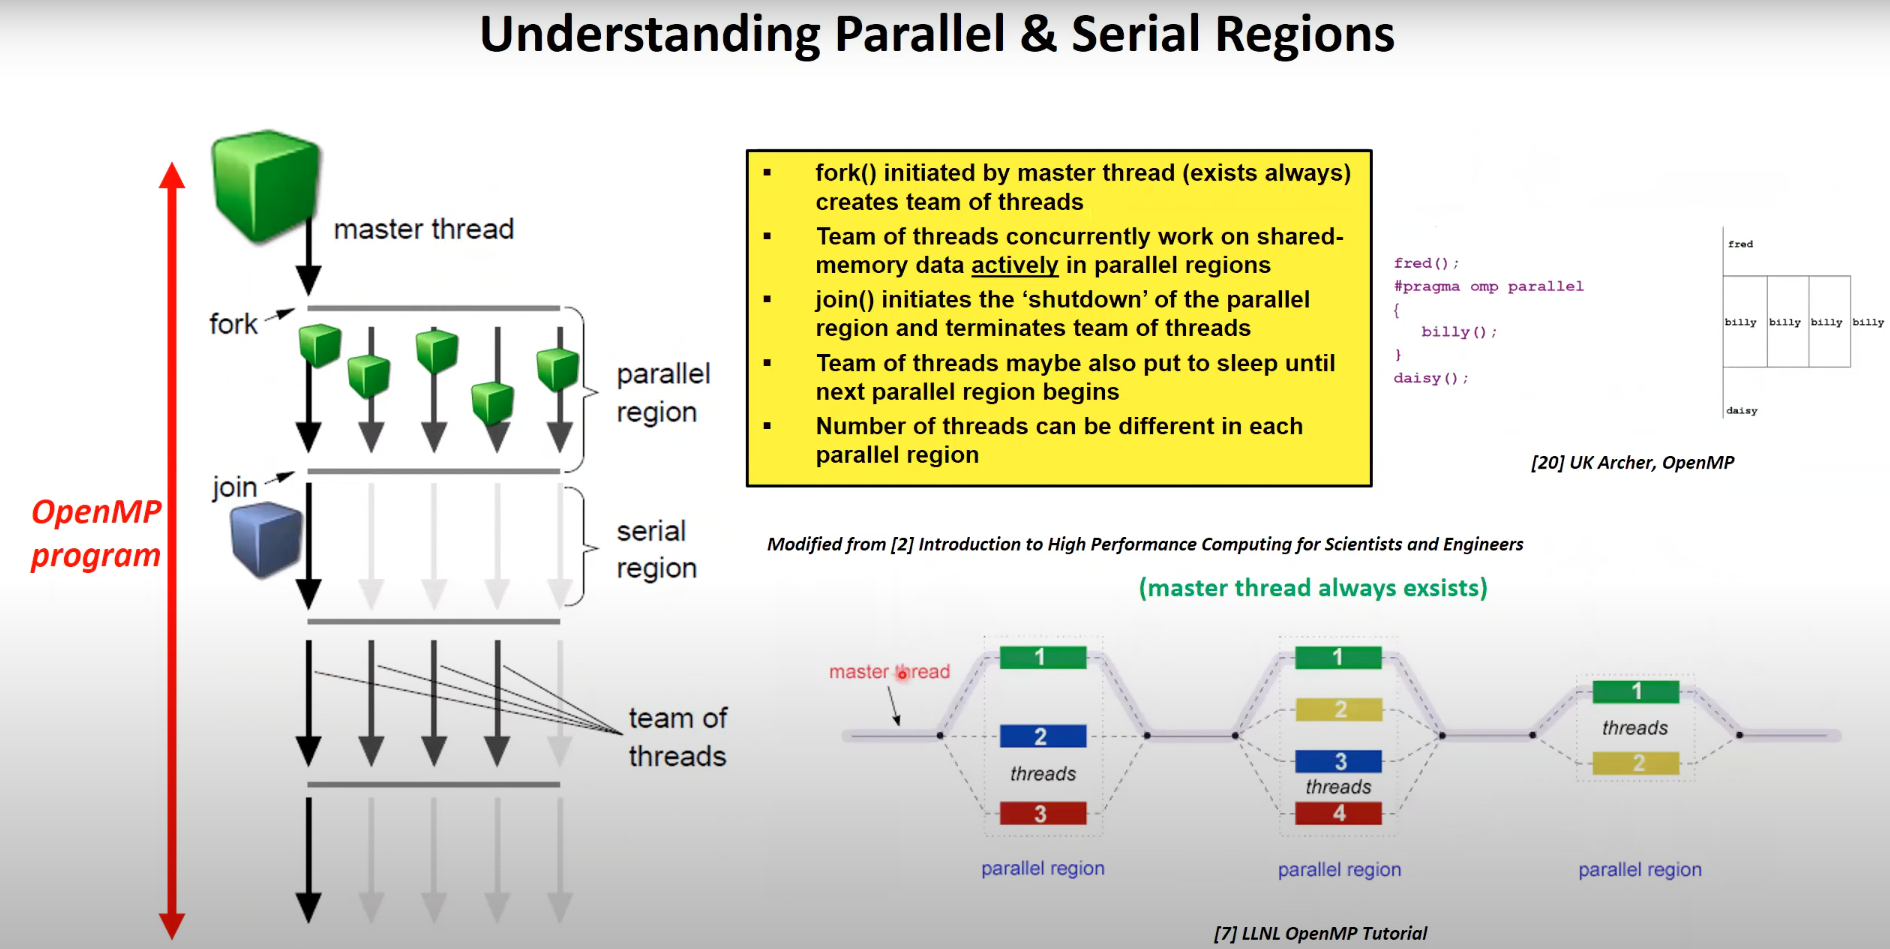 Understanding Parallel & Serial Regions
master thread
fork
parallel
region
join
serial
region
team of
threads
OpenMP
program
▪ fork() initiated by master thread (exists always)
creates team of threads
▪ Team of threads concurrently work on shared-
memory data actively in parallel regions
▪ join() initiates the ‘shutdown’ of the parallel
region and terminates team of threads
▪ Team of threads maybe also put to sleep until
next parallel region begins
▪ Number of threads can be different in each
parallel region
fred();
#pragma omp parallel
{
billy();
}
daisy();
fred
billy billy billy billy
daisy
[20] UK Archer, OpenMP
Modified from [2] Introduction to High Performance Computing for Scientists and Engineers
(master thread always exsists)
master thread
1
2
threads
3
parallel region
1
2
3
threads
4
parallel region
1
threads
2
parallel region
[7] LLNL OpenMP Tutorial